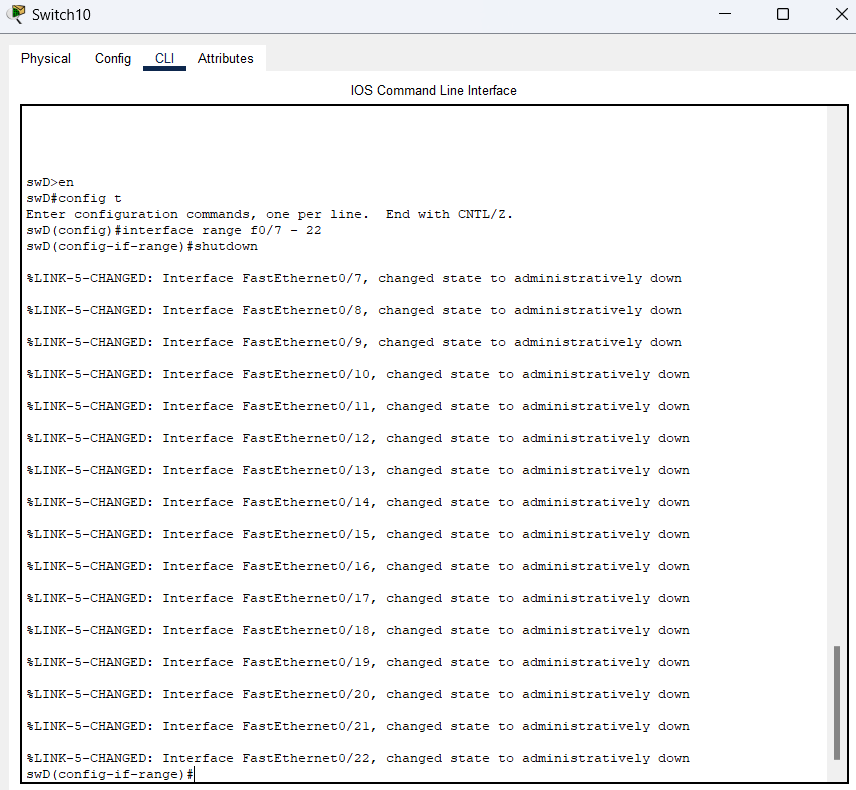 Switch10
Physical Config CLI Attributes
IOS Command Line Interface
swD>en
swD#config t
Enter configuration commands, one per line.  End with CNTL/Z.
swD(config)#interface range f0/7 - 22
swD(config-if-range)#shutdown
%LINK-5-CHANGED: Interface FastEthernet0/7, changed state to administratively down
%LINK-5-CHANGED: Interface FastEthernet0/8, changed state to administratively down
%LINK-5-CHANGED: Interface FastEthernet0/9, changed state to administratively down
%LINK-5-CHANGED: Interface FastEthernet0/10, changed state to administratively down
%LINK-5-CHANGED: Interface FastEthernet0/11, changed state to administratively down
%LINK-5-CHANGED: Interface FastEthernet0/12, changed state to administratively down
%LINK-5-CHANGED: Interface FastEthernet0/13, changed state to administratively down
%LINK-5-CHANGED: Interface FastEthernet0/14, changed state to administratively down
%LINK-5-CHANGED: Interface FastEthernet0/15, changed state to administratively down
%LINK-5-CHANGED: Interface FastEthernet0/16, changed state to administratively down
%LINK-5-CHANGED: Interface FastEthernet0/17, changed state to administratively down
%LINK-5-CHANGED: Interface FastEthernet0/18, changed state to administratively down
%LINK-5-CHANGED: Interface FastEthernet0/19, changed state to administratively down
%LINK-5-CHANGED: Interface FastEthernet0/20, changed state to administratively down
%LINK-5-CHANGED: Interface FastEthernet0/21, changed state to administratively down
%LINK-5-CHANGED: Interface FastEthernet0/22, changed state to administratively down
swD(config-if-range)#